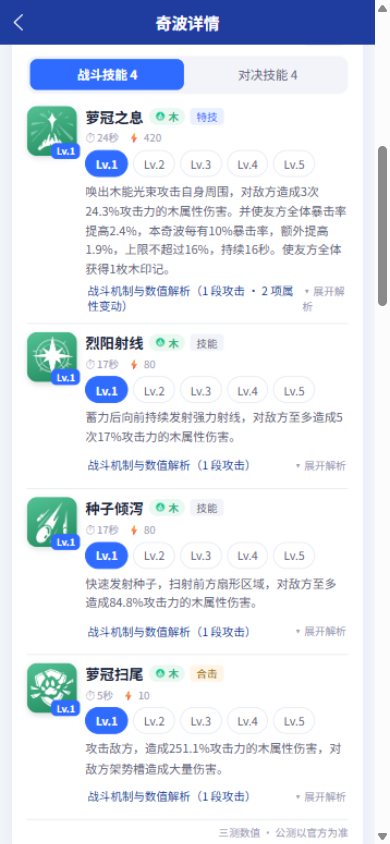 奇波详情
战斗技能 4 对决技能 4
萝冠之息 木 特技
24秒 420
Lv.1
Lv.1 Lv.2 Lv.3 Lv.4 Lv.5
唤出木能光束攻击自身周围，对敌方造成3次
24.3%攻击力的木属性伤害。并使友方全体暴击率
提高2.4%，本奇波每有10%暴击率，额外提高
1.9%，上限不超过16%，持续16秒。使友方全体
获得1枚木印记。
战斗机制与数值解析（1 段攻击 · 2 项属 ▾ 展开解
性变动） 析
烈阳射线 木 技能
17秒 80
Lv.1
Lv.1 Lv.2 Lv.3 Lv.4 Lv.5
蓄力后向前持续发射强力射线，对敌方至多造成5
次17%攻击力的木属性伤害。
战斗机制与数值解析（1 段攻击） ▾ 展开解析
种子倾泻 木 技能
17秒 80
Lv.1
Lv.1 Lv.2 Lv.3 Lv.4 Lv.5
快速发射种子，扫射前方扇形区域，对敌方至多
造成84.8%攻击力的木属性伤害。
战斗机制与数值解析（1 段攻击） ▾ 展开解析
萝冠扫尾 木 合击
5秒 10
Lv.1
Lv.1 Lv.2 Lv.3 Lv.4 Lv.5
攻击敌方，造成251.1%攻击力的木属性伤害，对
敌方架势槽造成大量伤害。
战斗机制与数值解析（1 段攻击） ▾ 展开解析
三测数值 · 公测以官方为准